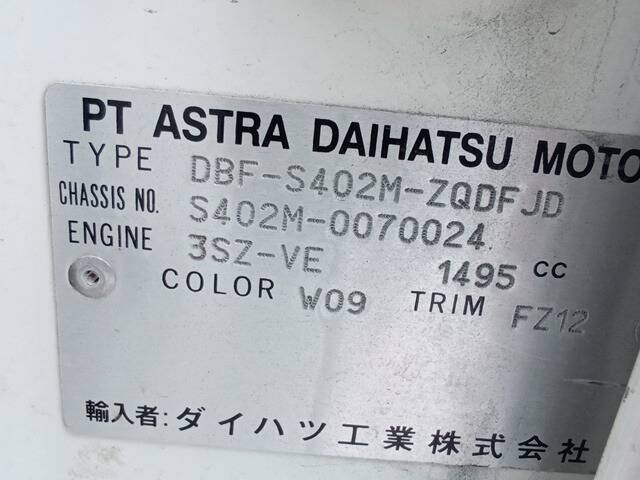 PT ASTRA DAIHATSU MOTO
TYPE DBF-S402M-ZQDFJD
CHASSIS NO. S402M-0070024
ENGINE 3SZ-VE 1495 CC
COLOR W09 TRIM FZ12
輸入者:ダイハツ工業株式会社